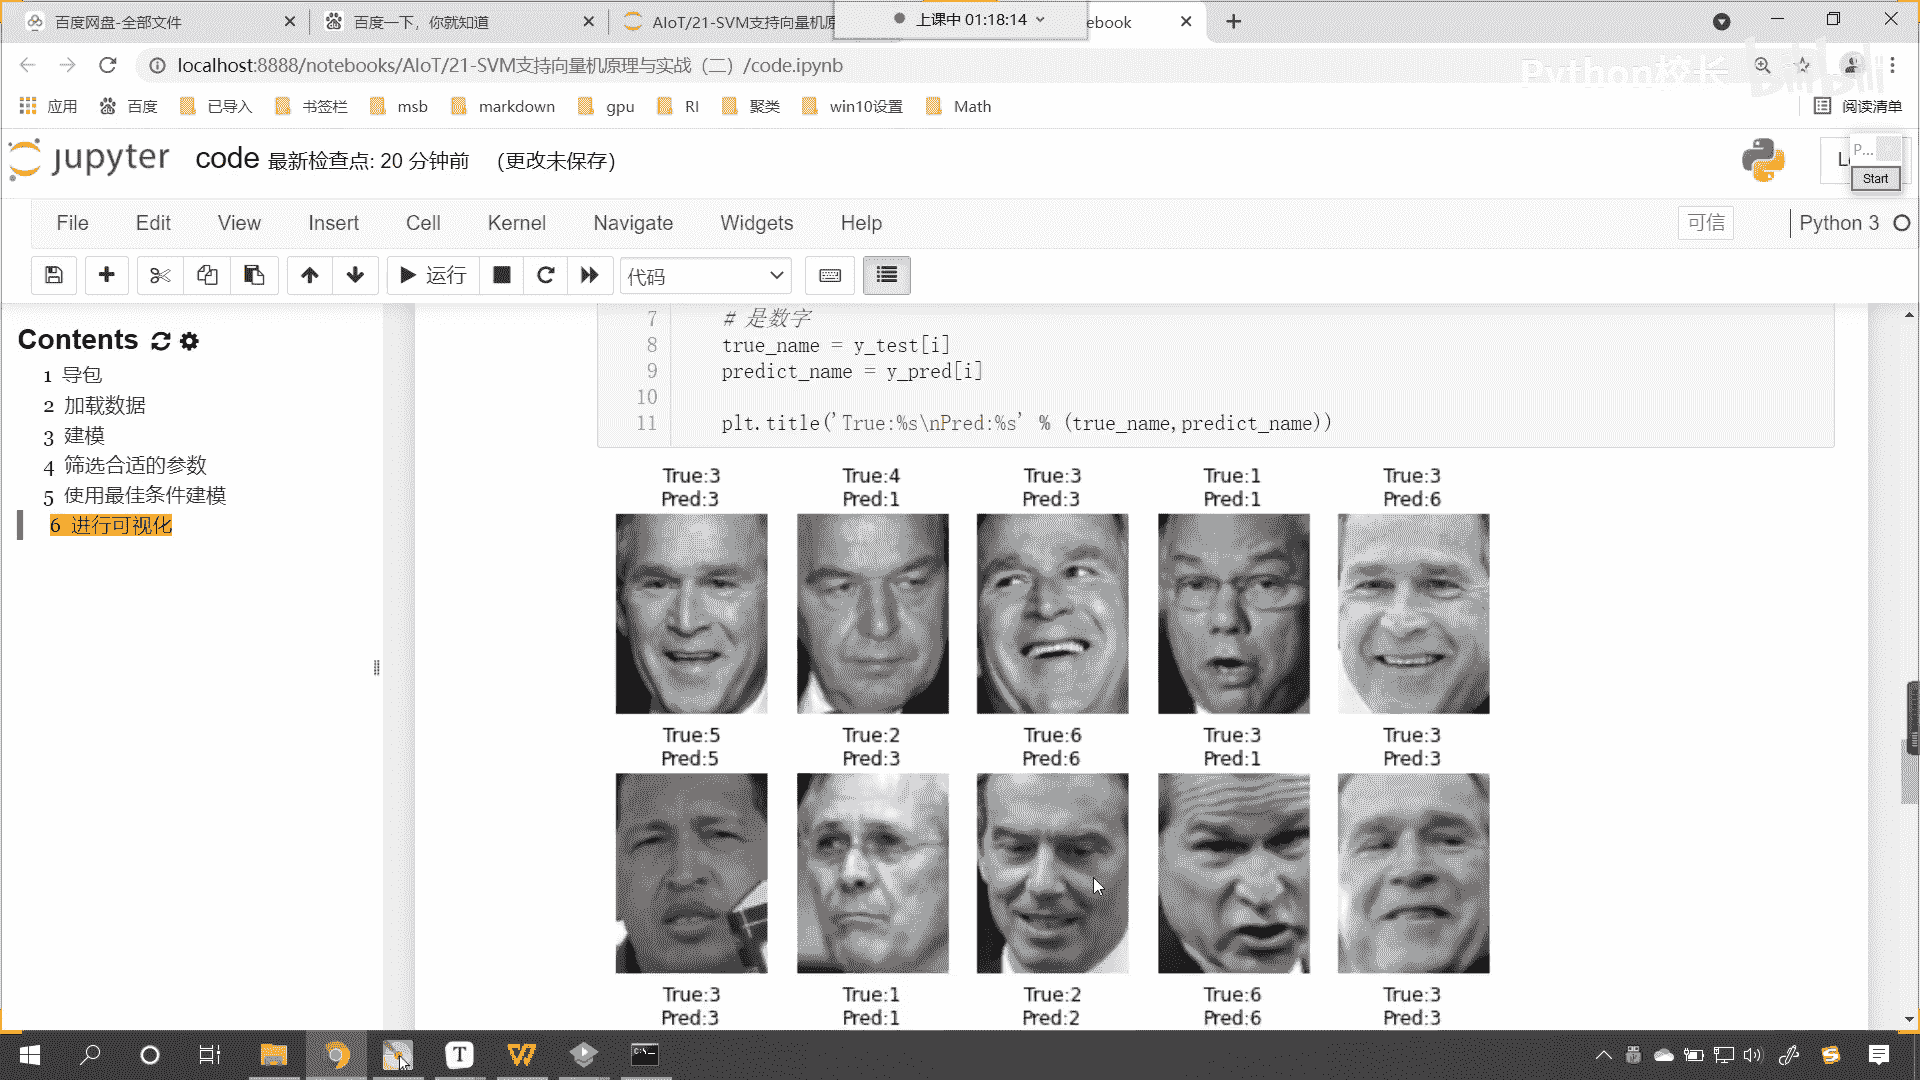 百度网盘-全部文件
百度一下，你就知道
AIoT/21-SVM支持向量机原
上课中 01:18:14
ebook
localhost:8888/notebooks/AIoT/21-SVM支持向量机原理与实战（二）/code.ipynb
Python校长
bilibili
应用
百度
已导入
书签栏
msb
markdown
gpu
RI
聚类
win10设置
Math
阅读清单
jupyter
code 最新检查点: 20 分钟前 （更改未保存）
P...
Start
File Edit View Insert Cell Kernel Navigate Widgets Help
可信
Python 3
运行
代码
Contents
1 导包
2 加载数据
3 建模
4 筛选合适的参数
5 使用最佳条件建模
6 进行可视化
7 # 是数字
8 true_name = y_test[i]
9 predict_name = y_pred[i]
10
11 plt.title('True:%s\nPred:%s' % (true_name,predict_name))
True:3 True:4 True:3 True:1 True:3
Pred:3 Pred:1 Pred:3 Pred:1 Pred:6
True:5 True:2 True:6 True:3 True:3
Pred:5 Pred:3 Pred:6 Pred:1 Pred:3
True:3 True:1 True:2 True:6 True:3
Pred:3 Pred:1 Pred:2 Pred:6 Pred:3